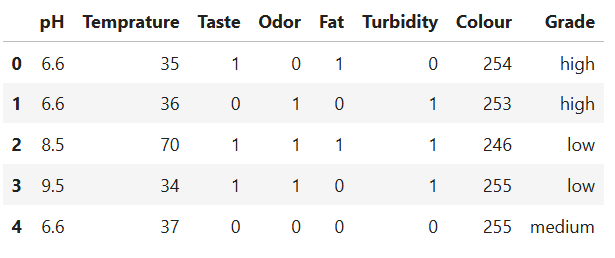 pH Temprature Taste Odor Fat Turbidity Colour Grade
0 6.6 35 1 0 1 0 254 high
1 6.6 36 0 1 0 1 253 high
2 8.5 70 1 1 1 1 246 low
3 9.5 34 1 1 0 1 255 low
4 6.6 37 0 0 0 0 255 medium